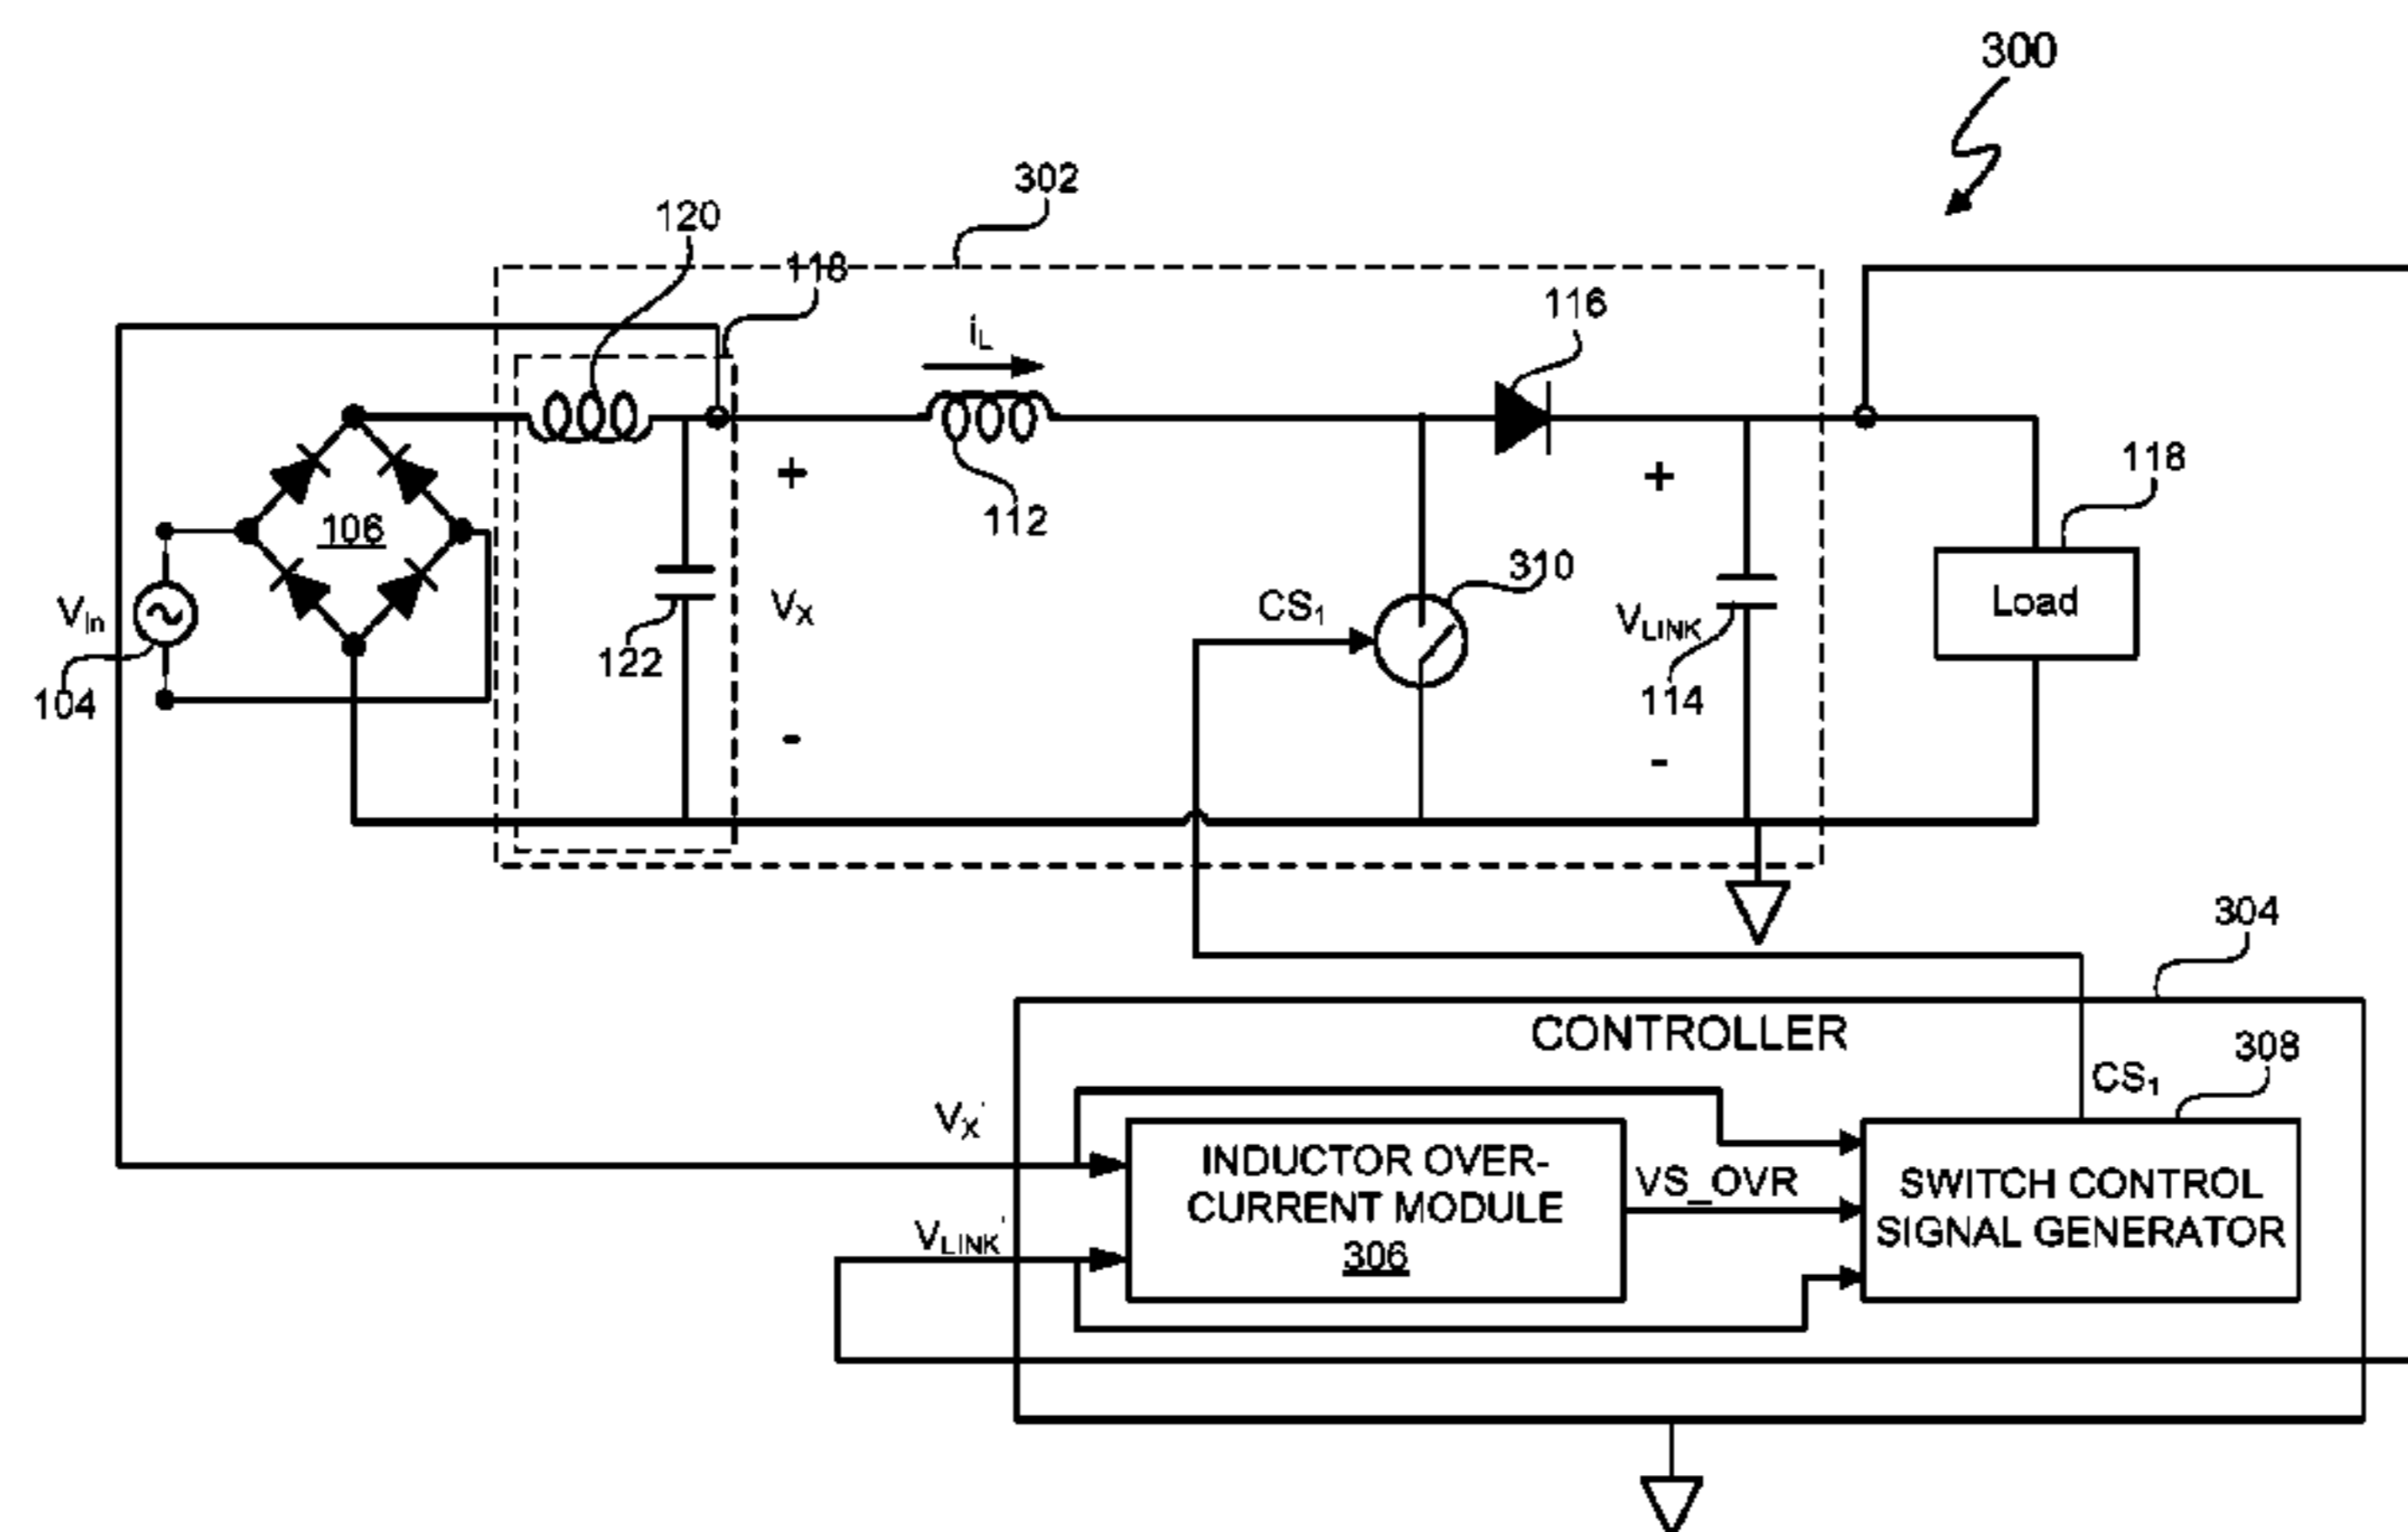 300
302
120
118
116
iL
118
106
112
310
CS1
Load
VIn
VX
122
VLINK
104
114
+
-
+
-
304
CONTROLLER
308
CS1
VX'
INDUCTOR OVER-
CURRENT MODULE
306
VS_OVR
SWITCH CONTROL
SIGNAL GENERATOR
VLINK'